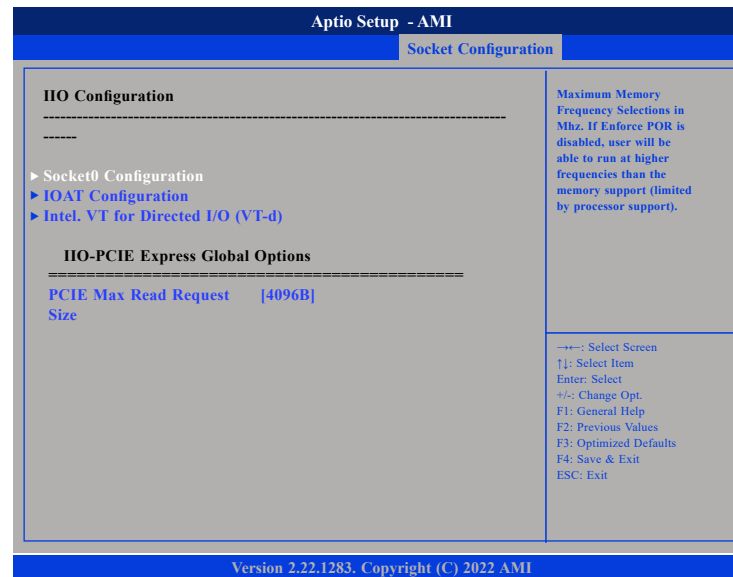 Aptio Setup - AMI
Socket Configuration
IIO Configuration
--------------------------------------------------------------------------------
------
▶ Socket0 Configuration
▶ IOAT Configuration
▶ Intel. VT for Directed I/O (VT-d)
IIO-PCIE Express Global Options
============================================
PCIE Max Read Request [4096B]
Size
Maximum Memory
Frequency Selections in
Mhz. If Enforce POR is
disabled, user will be
able to run at higher
frequencies than the
memory support (limited
by processor support).
→←: Select Screen
↑↓: Select Item
Enter: Select
+/-: Change Opt.
F1: General Help
F2: Previous Values
F3: Optimized Defaults
F4: Save & Exit
ESC: Exit
Version 2.22.1283. Copyright (C) 2022 AMI